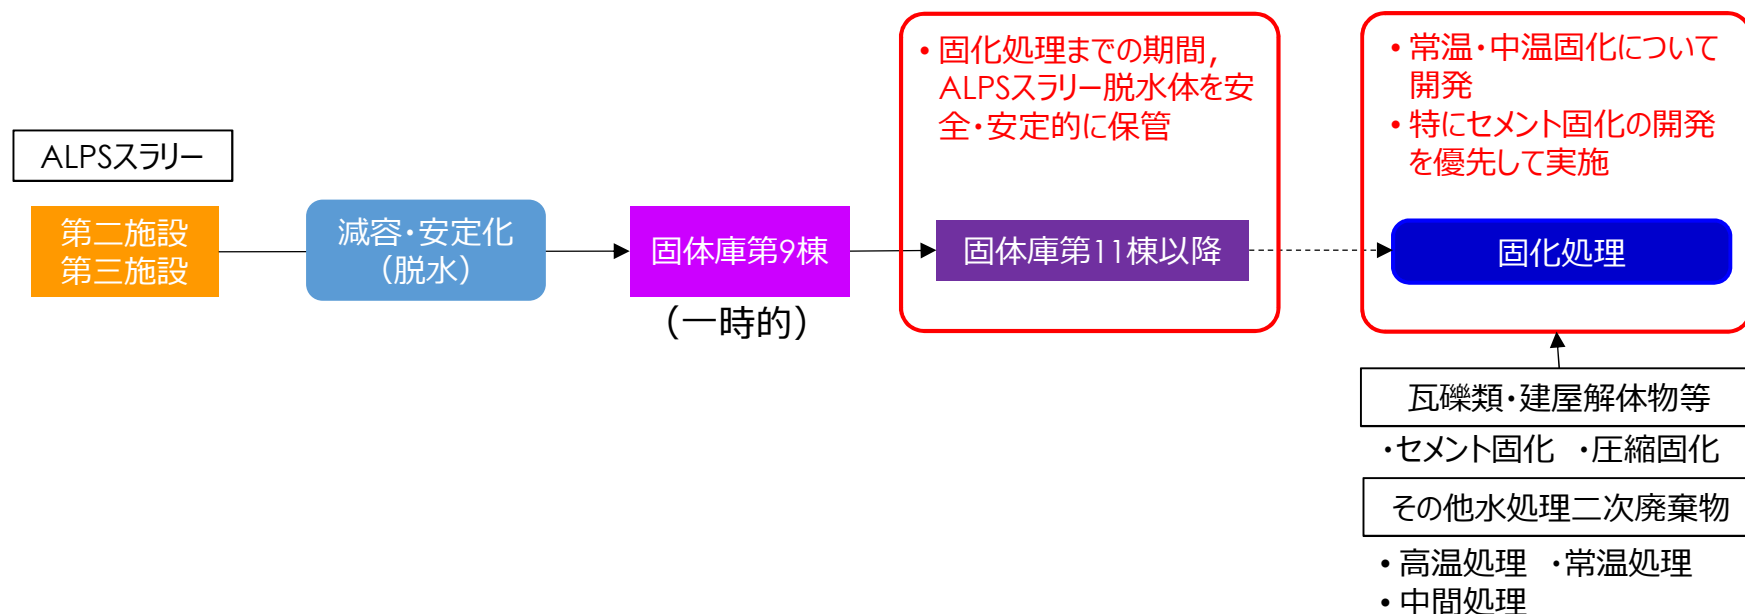 ALPSスラリー
第二施設
第三施設
減容・安定化
（脱水）
固体庫第9棟
（一時的）
• 固化処理までの期間，
ALPSスラリー脱水体を安
全・安定的に保管
固体庫第11棟以降
• 常温・中温固化について
開発
• 特にセメント固化の開発
を優先して実施
固化処理
瓦礫類・建屋解体物等
・セメント固化　・圧縮固化
その他水処理二次廃棄物
• 高温処理　・常温処理
• 中間処理